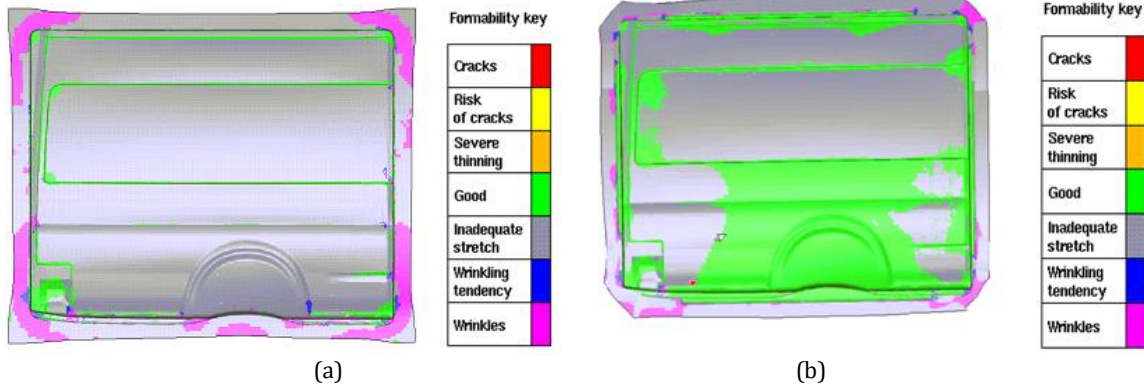 Formability key
Cracks
Risk
of cracks
Severe
thinning
Good
Inadequate
stretch
Wrinkling
tendency
Wrinkles
(a)
Formability key
Cracks
Risk
of cracks
Severe
thinning
Good
Inadequate
stretch
Wrinkling
tendency
Wrinkles
(b)